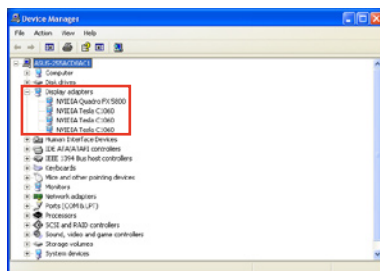 Device Manager
File Action View Help
ASUS-255ACD6AC1
Computer
Disk drives
Display adapters
NVIDIA Quadro FX 5800
NVIDIA Tesla C1060
NVIDIA Tesla C1060
NVIDIA Tesla C1060
Human Interface Devices
IDE ATA/ATAPI controllers
IEEE 1394 Bus host controllers
Keyboards
Mice and other pointing devices
Monitors
Network adapters
Ports (COM & LPT)
Processors
SCSI and RAID controllers
Sound, video and game controllers
Storage volumes
System devices